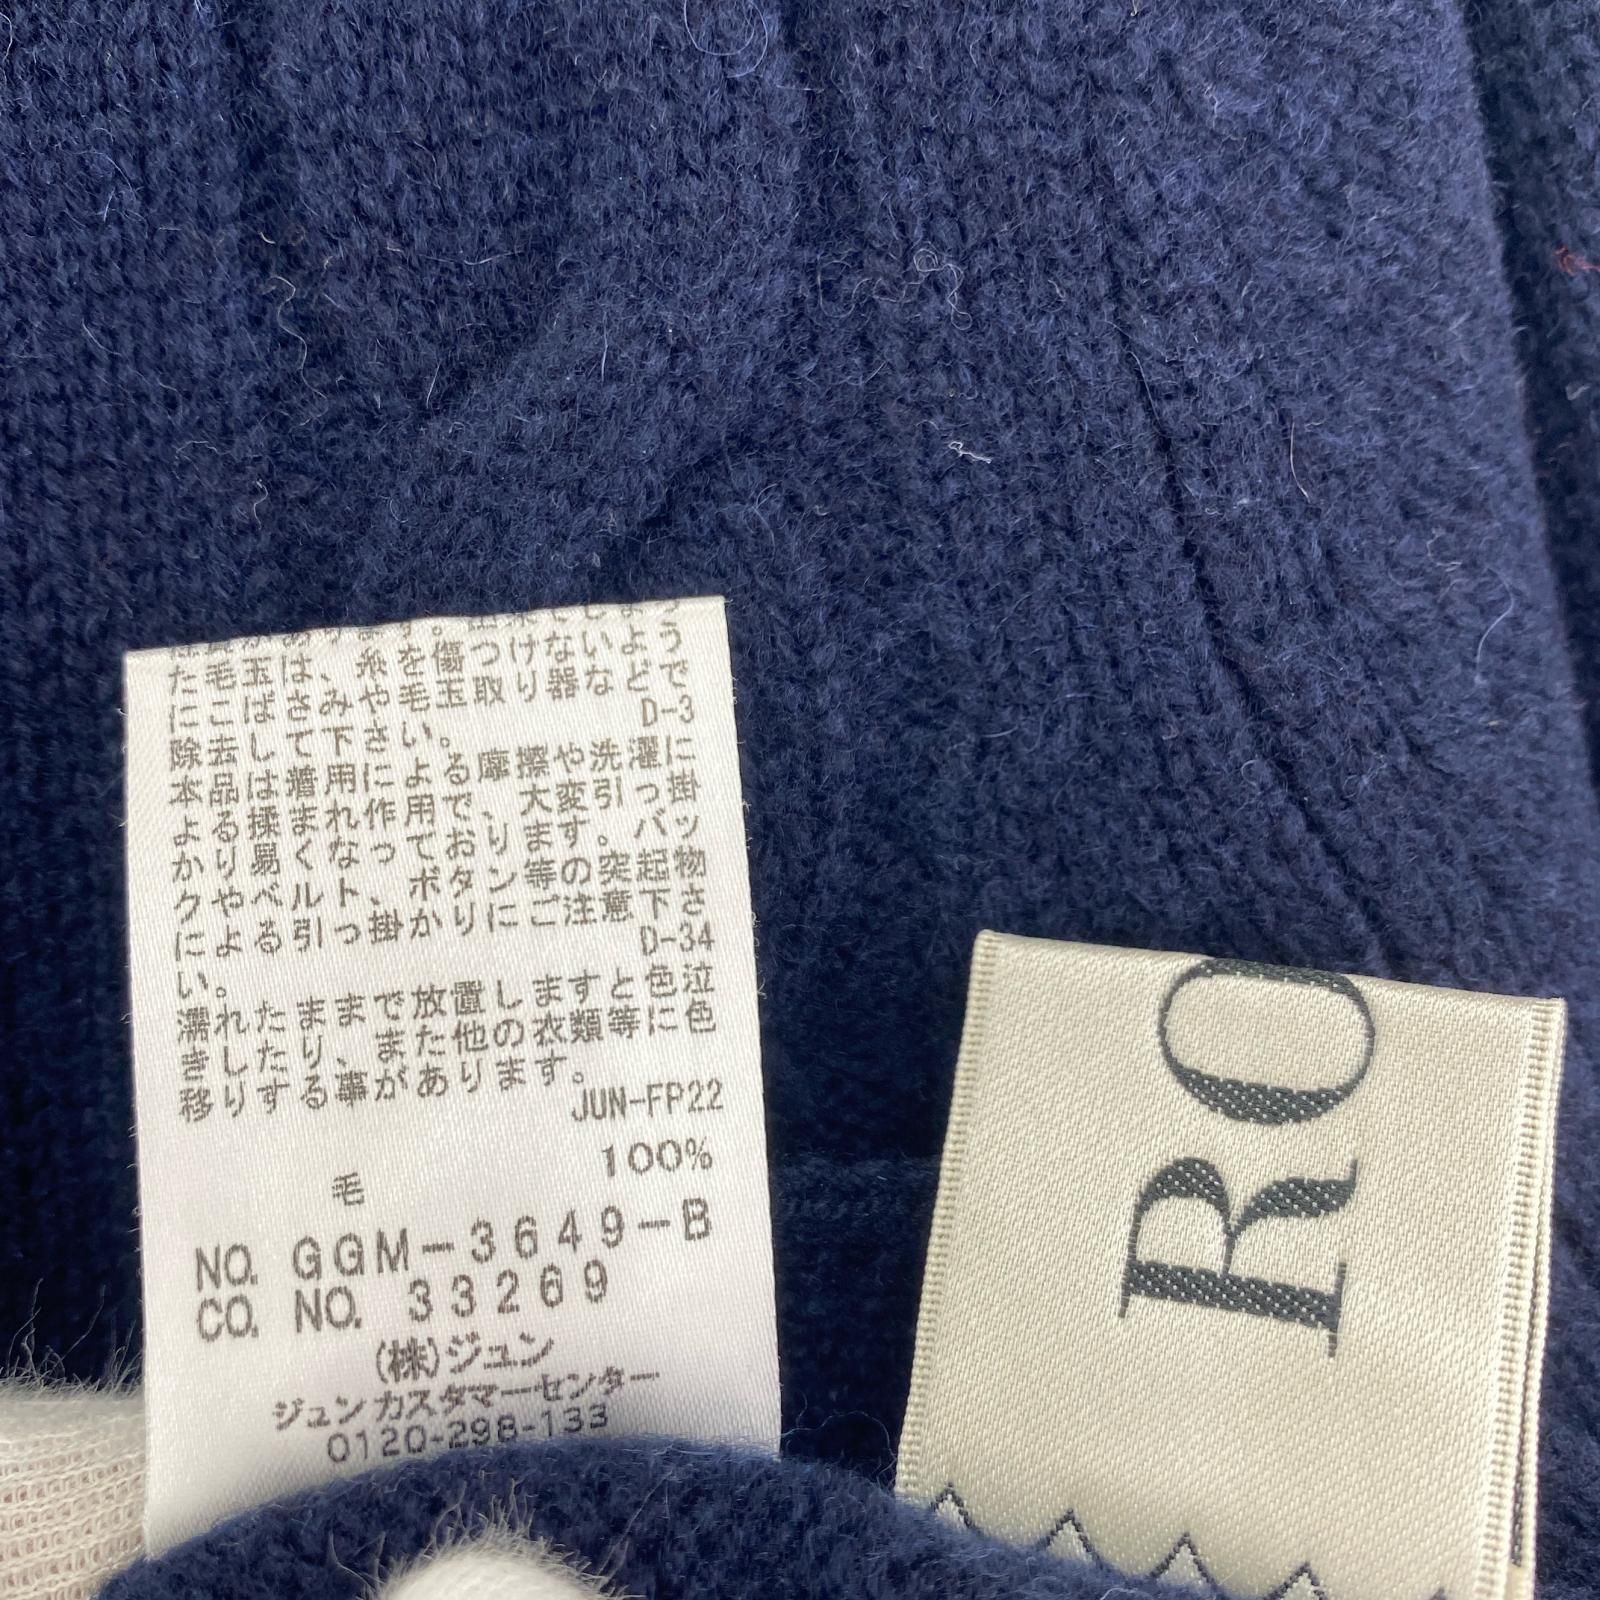 た毛玉は、糸を傷つけないよう
にこばさみや毛玉取り器などで
除去して下さい。
D-3
本品は着用による摩擦や洗濯に
よる揉まれ作用で、大変引っ掛
かり易くなっております。バッ
クやベルト、ボタン等の突起物
による引っ掛かりにご注意下さ
い。
D-34
濡れたままで放置しますと色泣
きしたり、また他の衣類等に色
移りする事があります。
JUN-FP22
毛 100%
NO. GGM-3649-B
CO. NO. 33269
(株)ジュン
ジュンカスタマーセンター
0120-298-133
RO